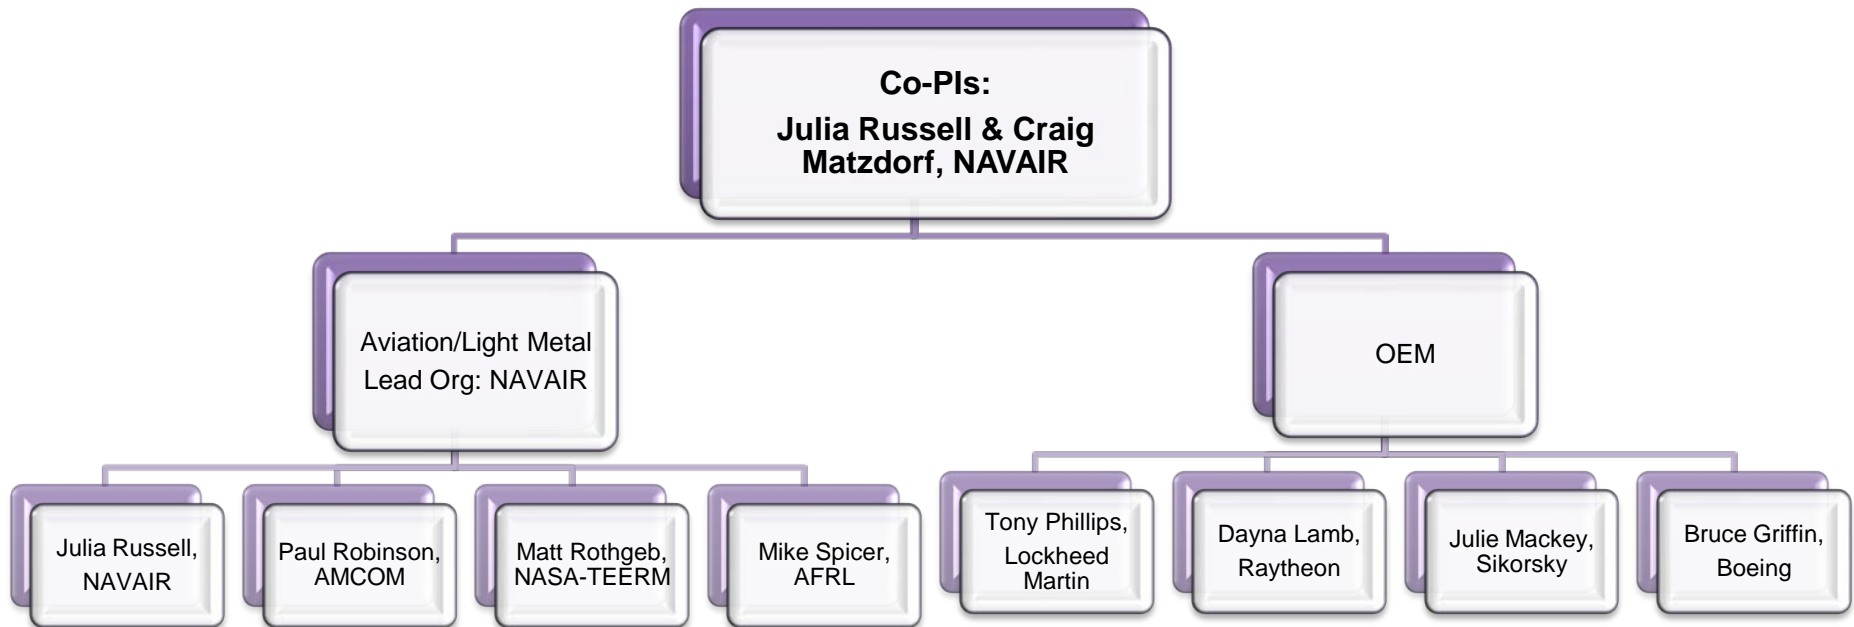 Co-PIs:
Julia Russell & Craig
Matzdorf, NAVAIR
Aviation/Light Metal
Lead Org: NAVAIR
OEM
Julia Russell,
NAVAIR
Paul Robinson,
AMCOM
Matt Rothgeb,
NASA-TEERM
Mike Spicer,
AFRL
Tony Phillips,
Lockheed
Martin
Dayna Lamb,
Raytheon
Julie Mackey,
Sikorsky
Bruce Griffin,
Boeing